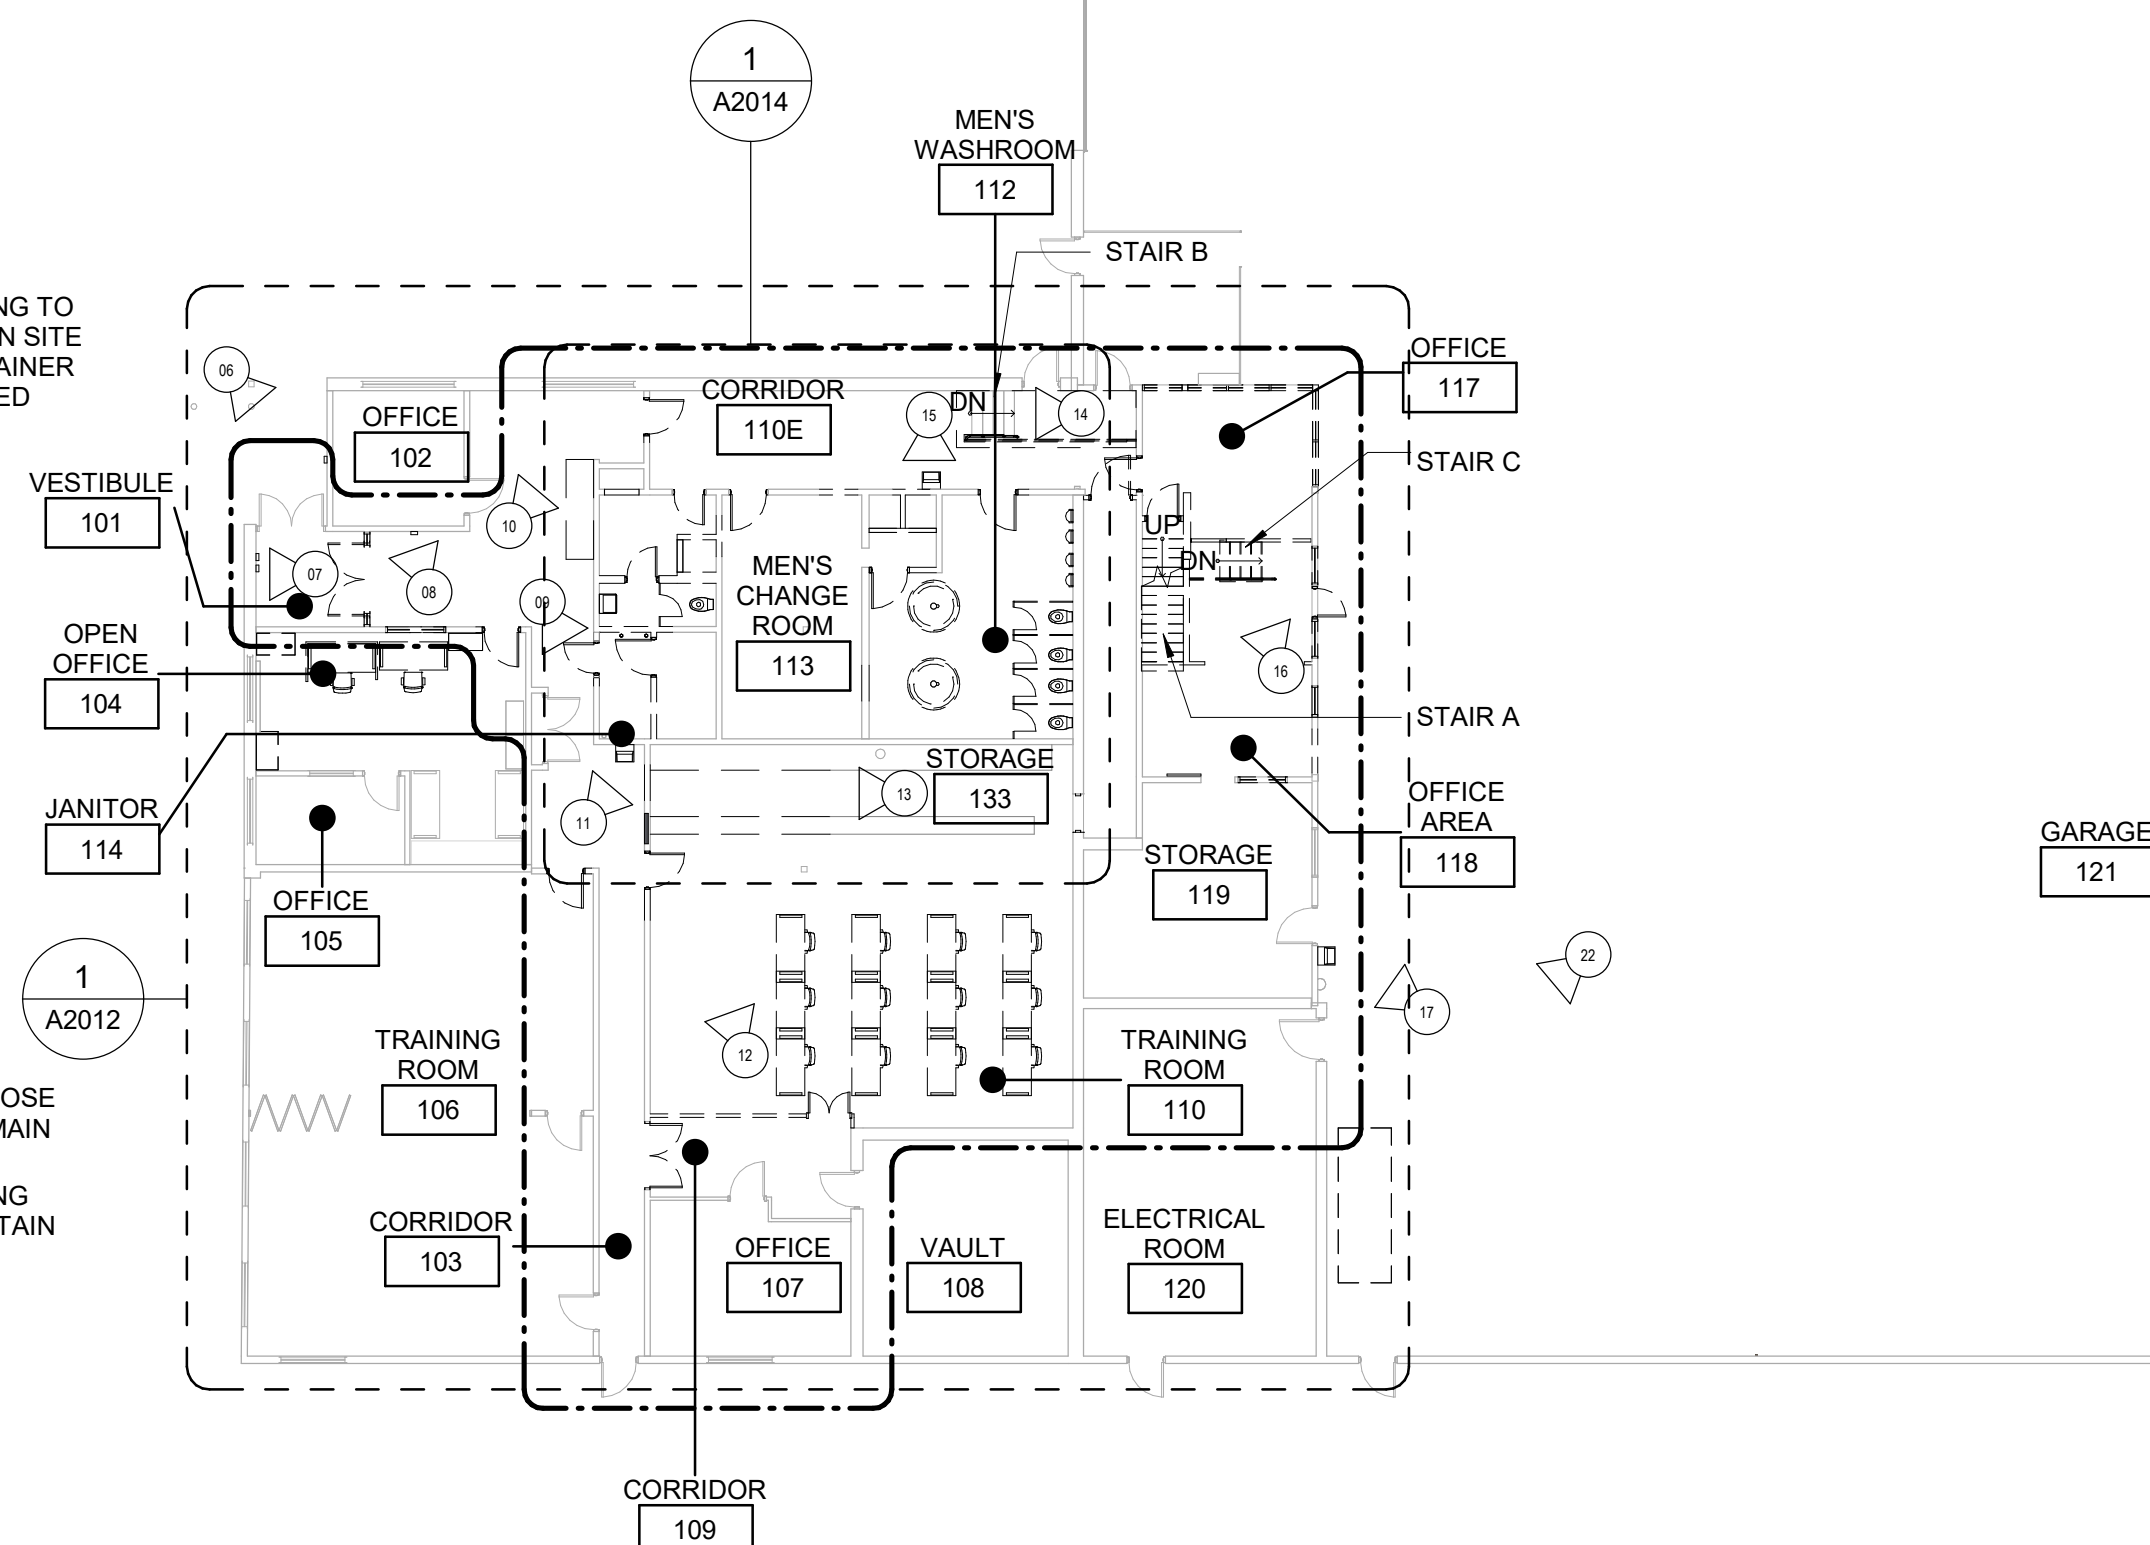 1
A2014
MEN'S
WASHROOM
112
STAIR B
NG TO
N SITE
AINER
ED
06
OFFICE
102
CORRIDOR
110E
15
DN
14
OFFICE
117
STAIR C
VESTIBULE
101
10
UP
DN
07
08
09
MEN'S
CHANGE
ROOM
113
OPEN
OFFICE
104
16
STAIR A
JANITOR
114
11
13
STORAGE
133
OFFICE
AREA
118
GARAGE
121
STORAGE
119
OFFICE
105
1
A2012
22
17
12
TRAINING
ROOM
106
TRAINING
ROOM
110
OSE
MAIN
NG
TAIN
CORRIDOR
103
OFFICE
107
VAULT
108
ELECTRICAL
ROOM
120
CORRIDOR
109